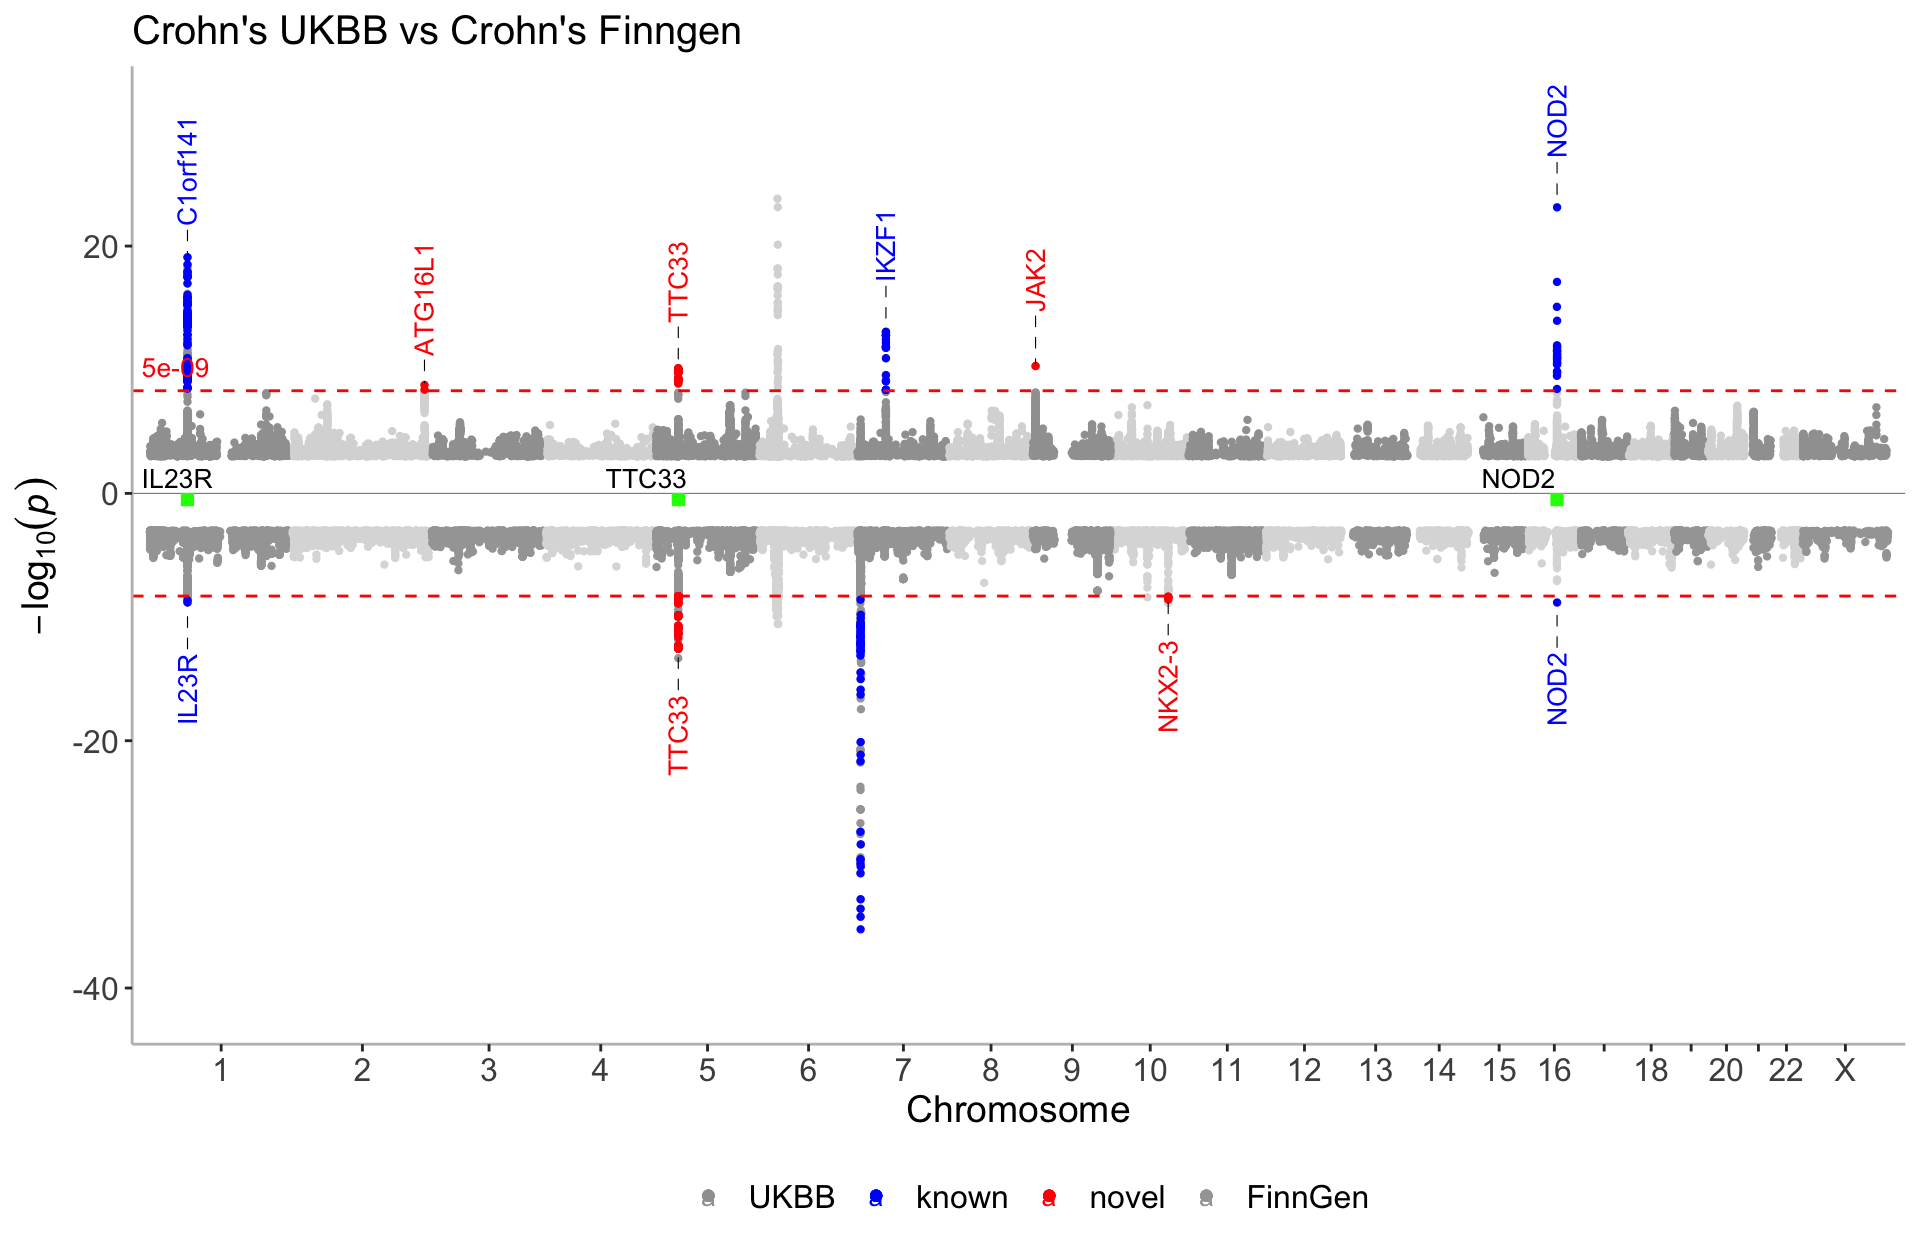 Crohn's UKBB vs Crohn's Finngen
C1orf141
ATG16L1
TTC33
IKZF1
JAK2
NOD2
5e-09
20
0
-20
-40
−log10(p)
IL23R
TTC33
NOD2
IL23R
TTC33
NKX2-3
NOD2
1 2 3 4 5 6 7 8 9 10 11 12 13 14 15 16 18 20 22 X
Chromosome
a UKBB a known a novel a FinnGen